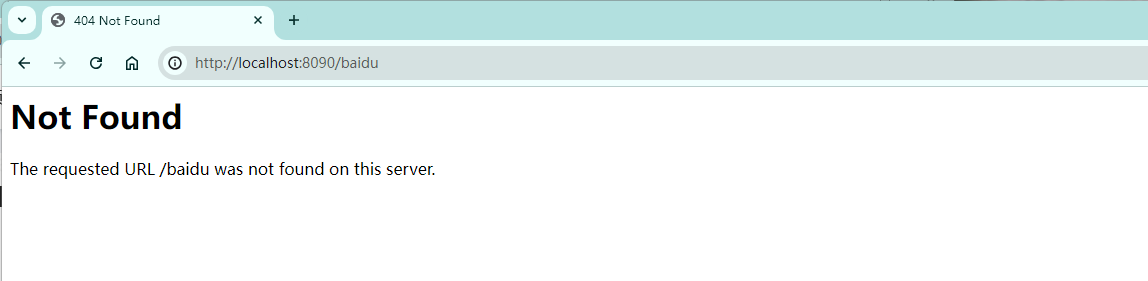 404 Not Found
http://localhost:8090/baidu
Not Found
The requested URL /baidu was not found on this server.